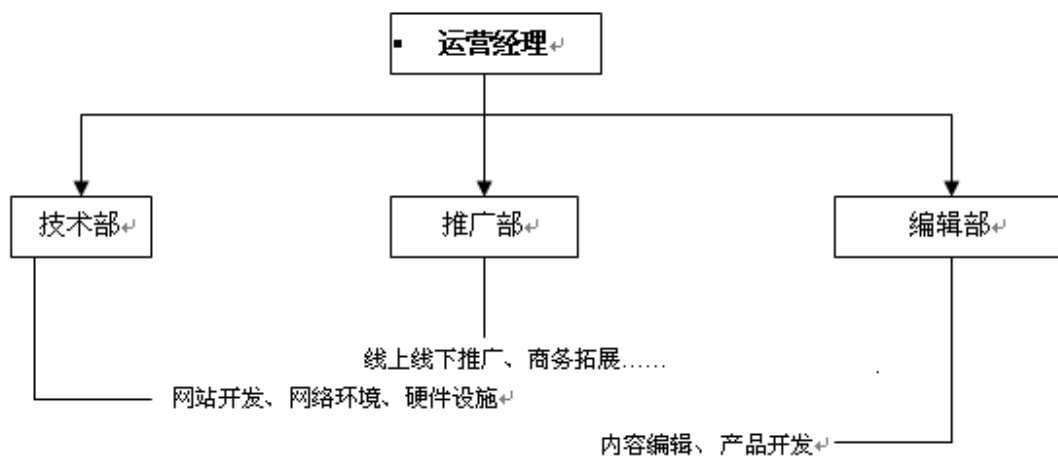 运营经理
技术部
推广部
编辑部
线上线下推广、商务拓展……
网站开发、网络环境、硬件设施
内容编辑、产品开发